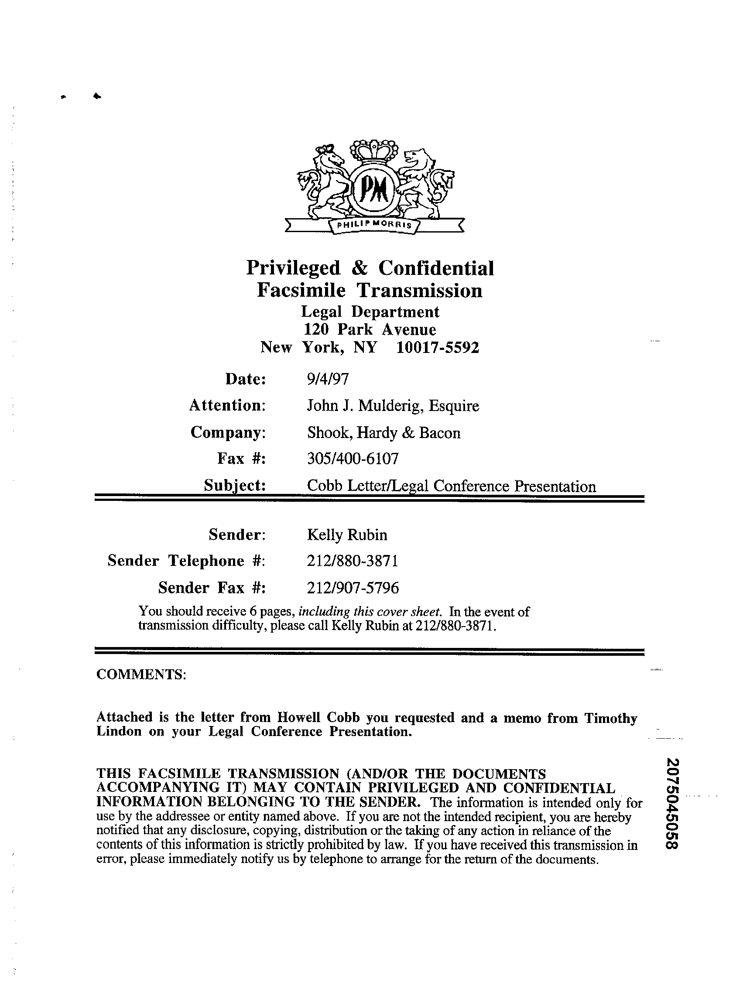 PM
PHILIP MORRIS
Privileged & Confidential
Facsimile Transmission
Legal Department
120 Park Avenue
New York, NY 10017-5592
Date: 9/4/97
Attention: John J. Mulderig, Esquire
Company: Shook, Hardy & Bacon
Fax #: 305/400-6107
Subject: Cobb Letter/Legal Conference Presentation
Sender: Kelly Rubin
Sender Telephone #: 212/880-3871
Sender Fax #: 212/907-5796
You should receive 6 pages, including this cover sheet. In the event of
transmission difficulty, please call Kelly Rubin at 212/880-3871.
COMMENTS:
Attached is the letter from Howell Cobb you requested and a memo from Timothy
Lindon on your Legal Conference Presentation.
THIS FACSIMILE TRANSMISSION (AND/OR THE DOCUMENTS
ACCOMPANYING IT) MAY CONTAIN PRIVILEGED AND CONFIDENTIAL
INFORMATION BELONGING TO THE SENDER. The information is intended only for
use by the addressee or entity named above. If you are not the intended recipient, you are hereby
notified that any disclosure, copying, distribution or the taking of any action in reliance of the
contents of this information is strictly prohibited by law. If you have received this transmission in
error, please immediately notify us by telephone to arrange for the return of the documents.
2075045058